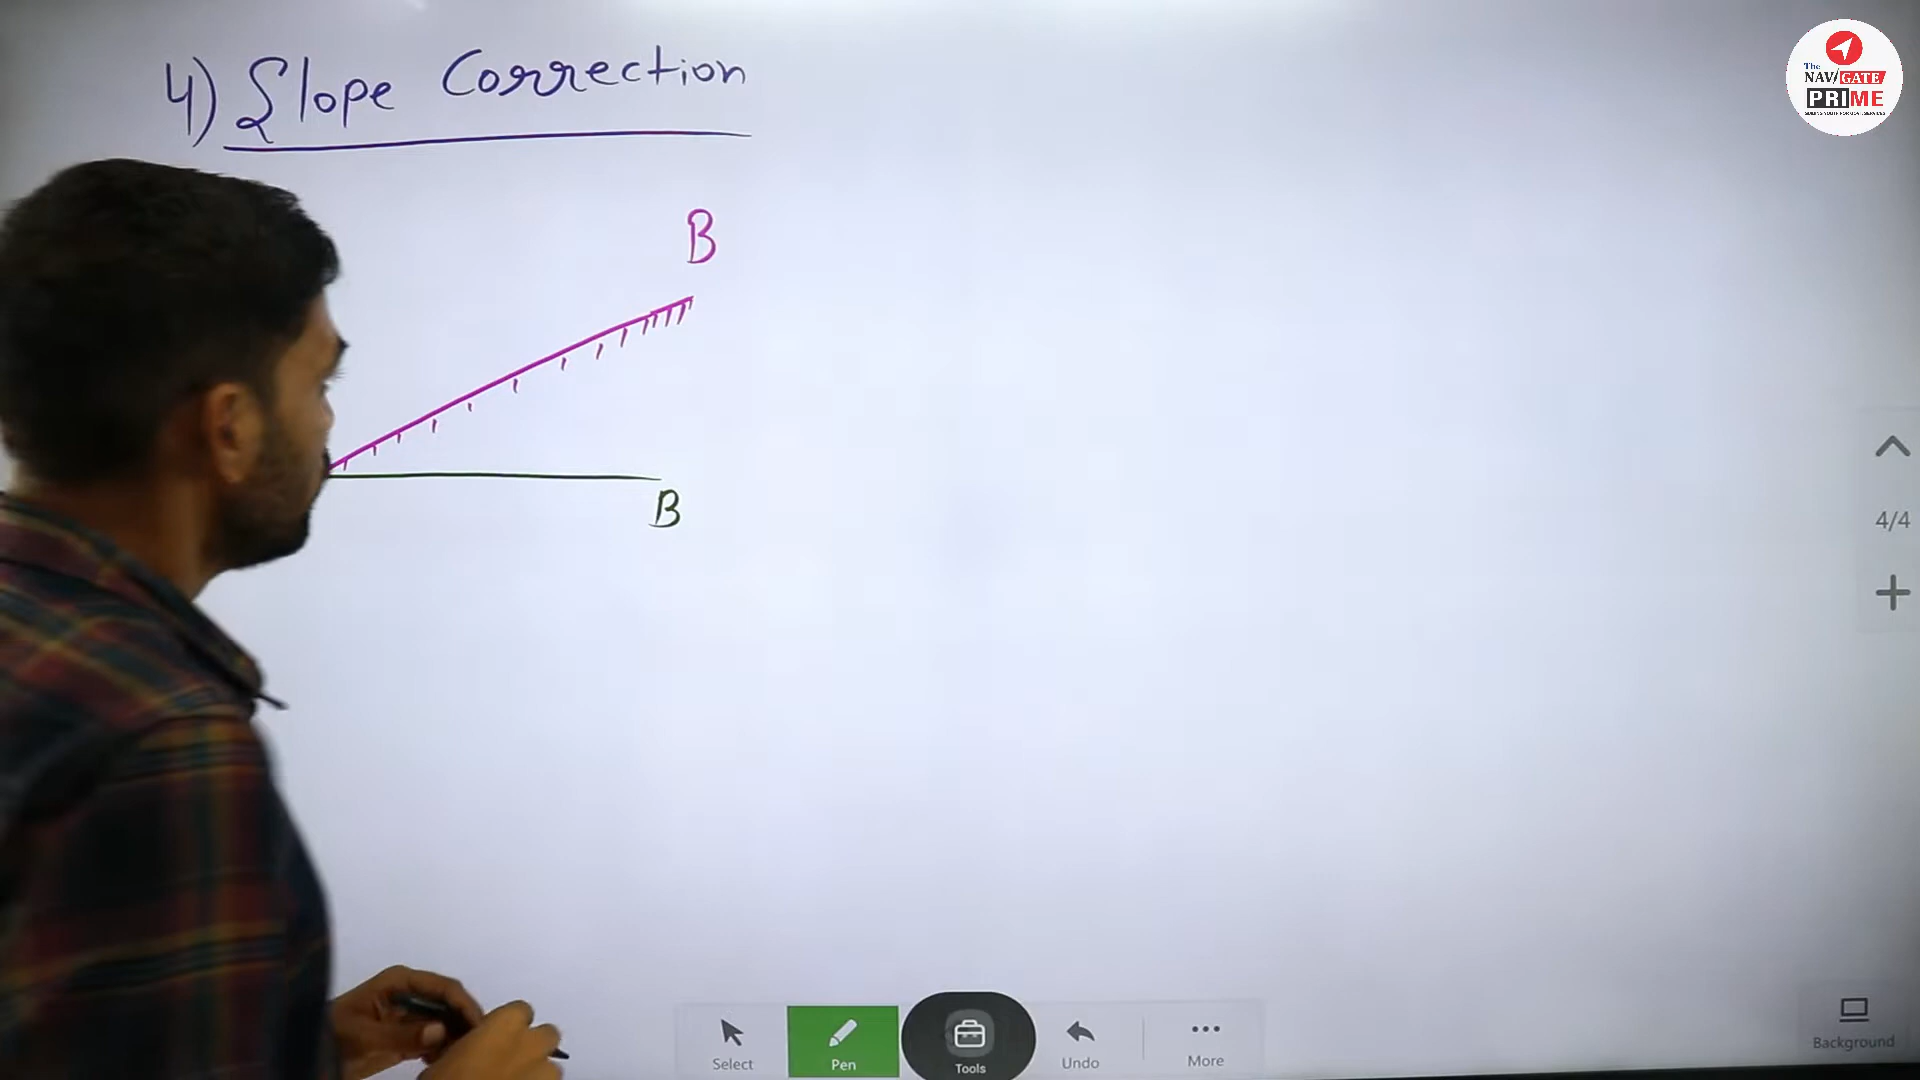 4) Slope Correction
B
B
The
NAVIGATE
PRIME
4/4
Select
Pen
Tools
Undo
More
Background